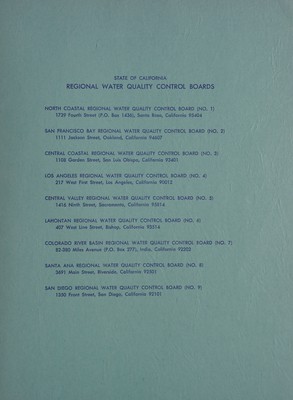 STATE OF CALIFORNIA
REGIONAL WATER QUALITY CONTROL BOARDS
NORTH COASTAL REGIONAL WATER QUALITY CONTROL BOARD (NO. 1)
1739 Fourth Street (P.O. Box 1436), Santa Rosa, California 95404
SAN FRANCISCO BAY REGIONAL WATER QUALITY CONTROL BOARD (NO. 2)
1111 Jackson Street, Oakland, California 94607
CENTRAL COASTAL REGIONAL WATER QUALITY CONTROL BOARD (NO. 3)
1108 Garden Street, San Luis Obispo, California 93401
LOS ANGELES REGIONAL WATER QUALITY CONTROL BOARD (NO. 4)
217 West First Street, Los Angeles, California 90012
CENTRAL VALLEY REGIONAL WATER QUALITY CONTROL BOARD (NO. 5)
1416 Ninth Street, Sacramento, California 95814
LAHONTAN REGIONAL WATER QUALITY CONTROL BOARD (NO. 6)
407 West Line Street, Bishop, California 93514
COLORADO RIVER BASIN REGIONAL WATER QUALITY CONTROL BOARD (NO. 7)
Miles Avenue (P.O. Box Indio, California 92202
SANTA ANA REGIONAL WATER QUALITY CONTROL BOARD (NO. 8)
Main Street, Riverside, California
SAN DIEGO REGIONAL WATER QUALITY CONTROL BOARD (NO. 9)
1350 Front Street, San Diego, California 92101